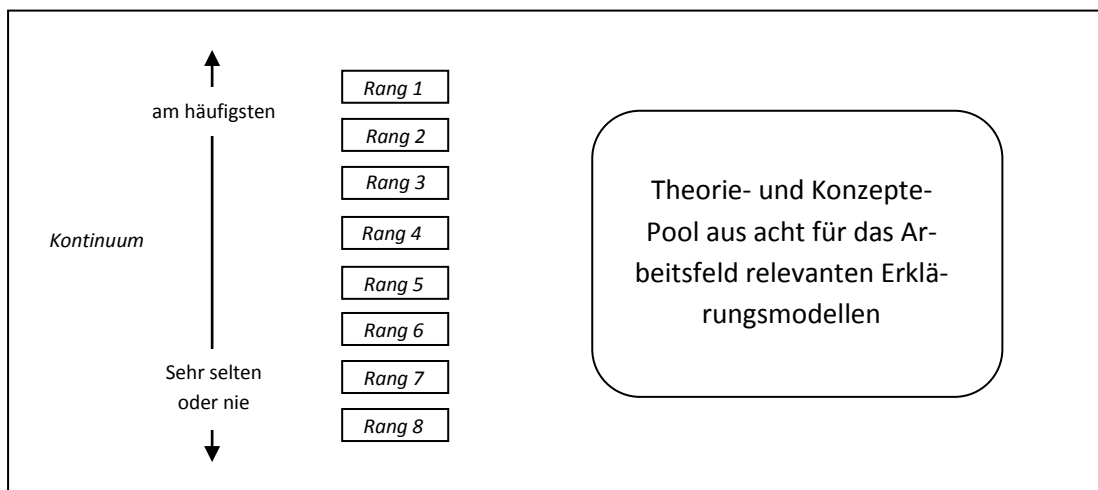 am häufigsten
Kontinuum
Sehr selten
oder nie
Rang 1
Rang 2
Rang 3
Rang 4
Rang 5
Rang 6
Rang 7
Rang 8
Theorie- und Konzepte-
Pool aus acht für das Ar-
beitsfeld relevanten Erklä-
rungsmodellen